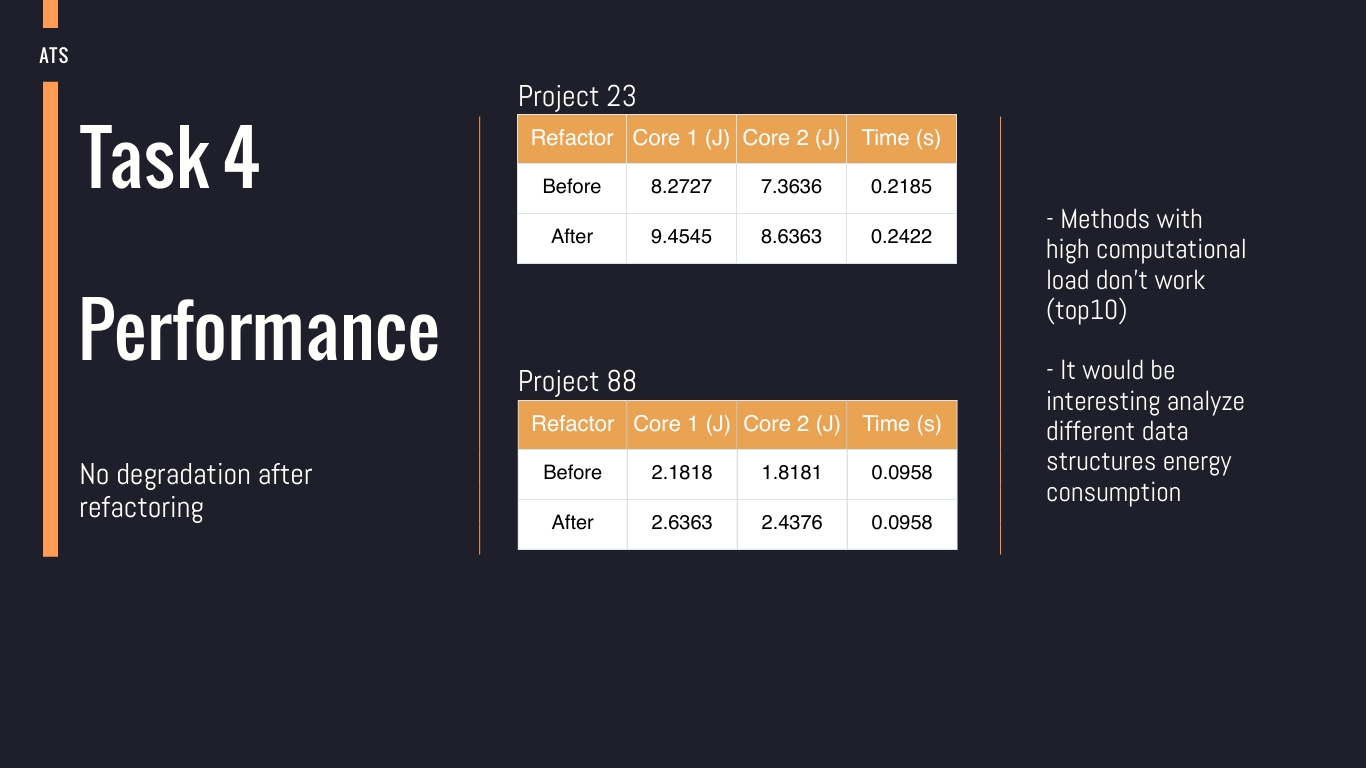 ATS
Task 4
Performance
No degradation after
refactoring
Project 23
Refactor Core 1 (J) Core 2 (J) Time (s)
Before 8.2727 7.3636 0.2185
After 9.4545 8.6363 0.2422
Project 88
Refactor Core 1 (J) Core 2 (J) Time (s)
Before 2.1818 1.8181 0.0958
After 2.6363 2.4376 0.0958
- Methods with
high computational
load don't work
(top10)
- It would be
interesting analyze
different data
structures energy
consumption